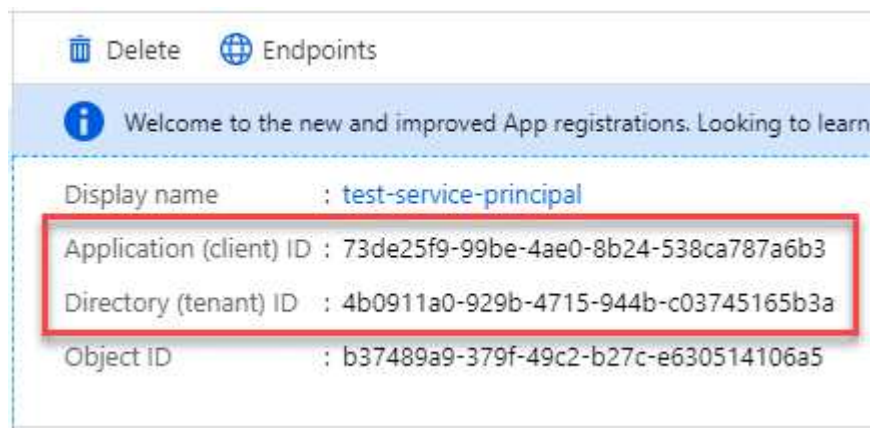 Delete Endpoints
Welcome to the new and improved App registrations. Looking to learn
Display name : test-service-principal
Application (client) ID : 73de25f9-99be-4ae0-8b24-538ca787a6b3
Directory (tenant) ID : 4b0911a0-929b-4715-944b-c03745165b3a
Object ID : b37489a9-379f-49c2-b27c-e630514106a5